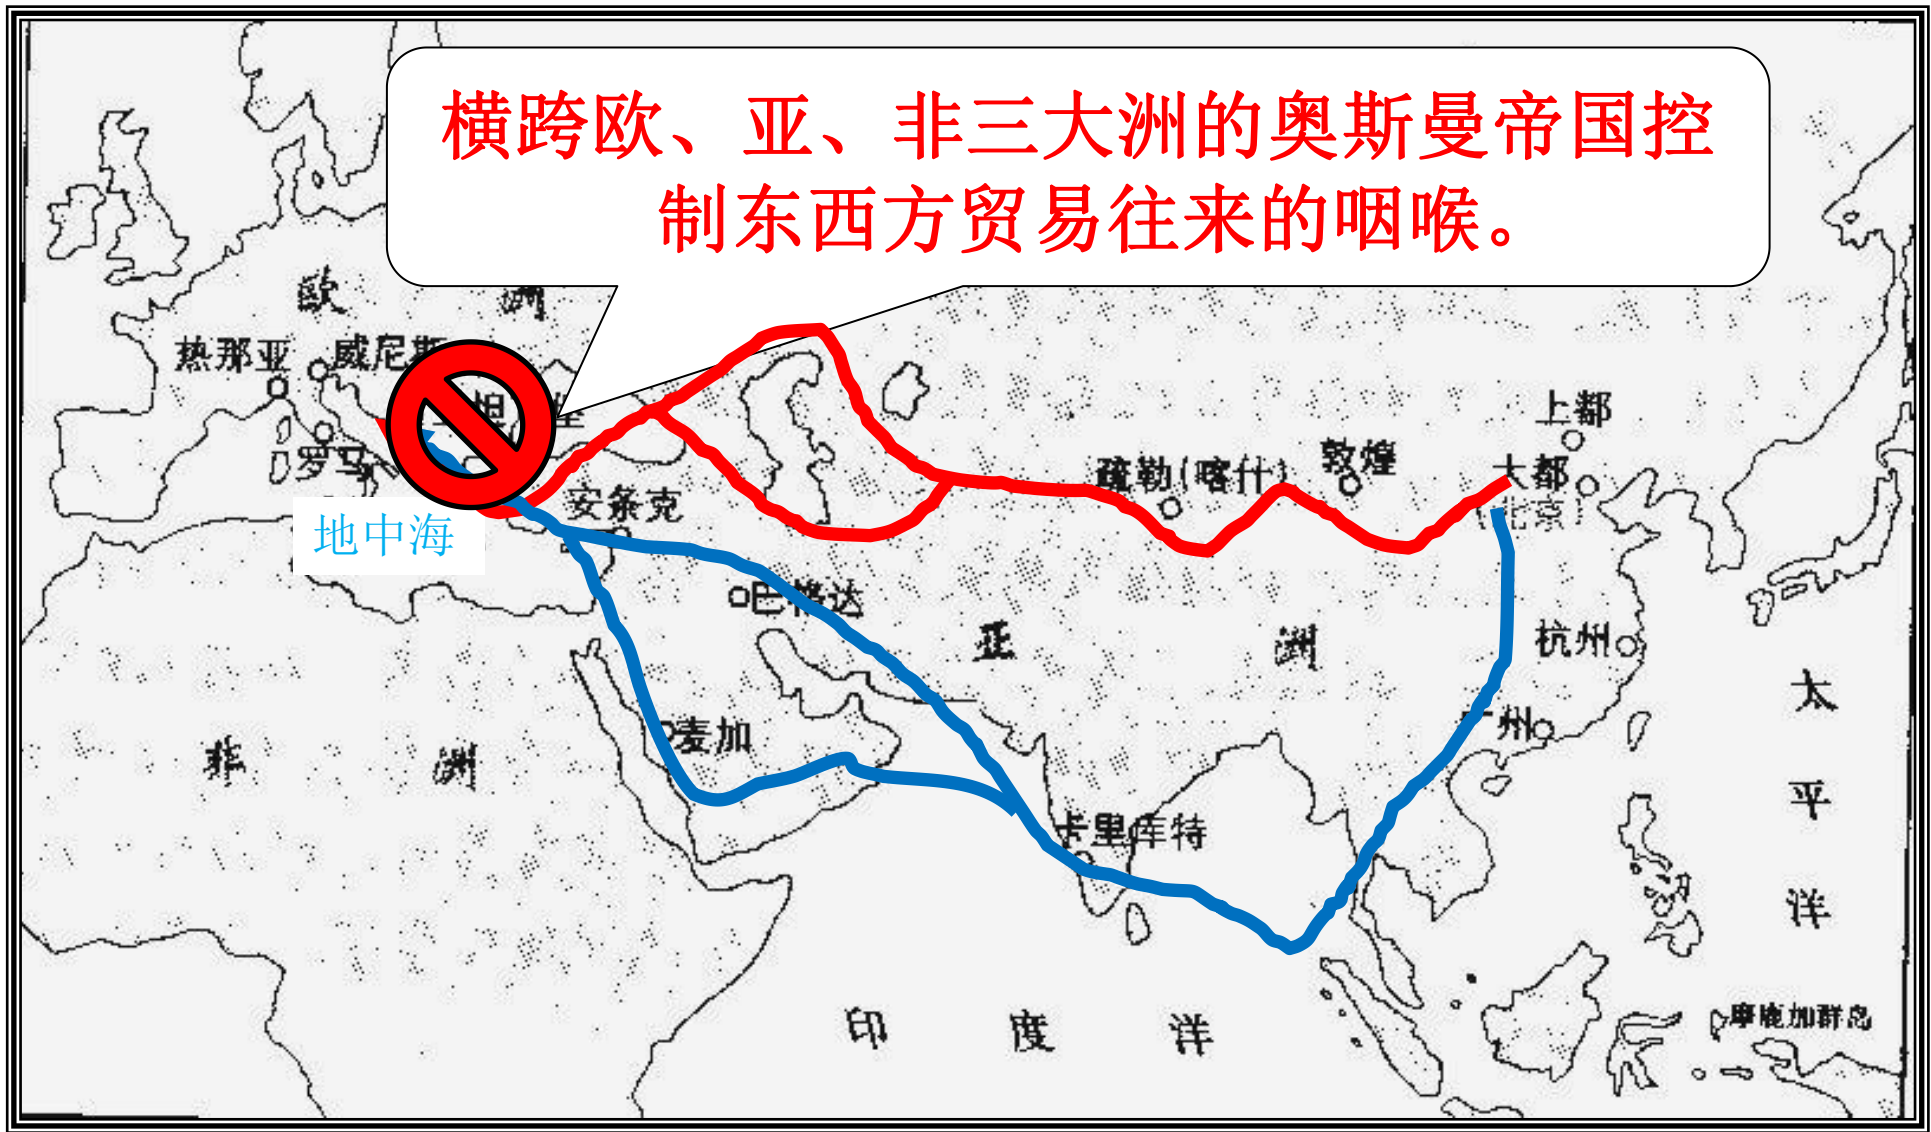 横跨欧、亚、非三大洲的奥斯曼帝国控
制东西方贸易往来的咽喉。
欧 洲
热那亚
威尼斯
罗马
地中海
安条克
巴格达
麦加
非 洲
亚 洲
疏勒(喀什)
敦煌
上都
大都
(北京)
杭州
广州
卡里库特
太平洋
印度洋
摩鹿加群岛